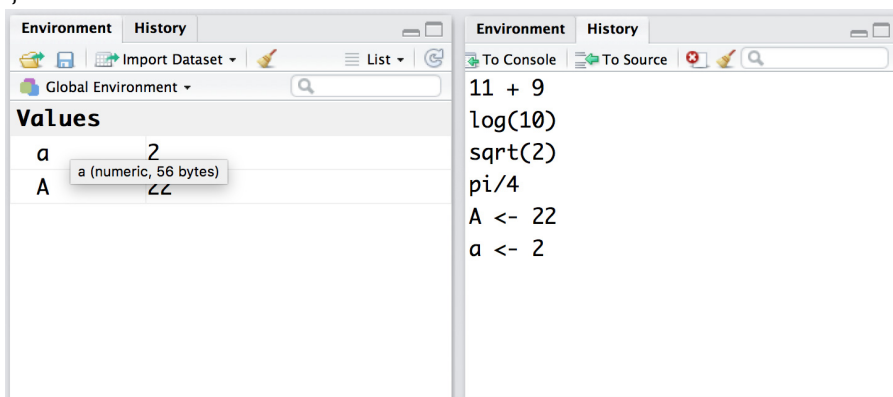 Environment History
Import Dataset List
Global Environment
Values
a 2
a (numeric, 56 bytes)
A 22
Environment History
To Console To Source
11 + 9
log(10)
sqrt(2)
pi/4
A <- 22
a <- 2